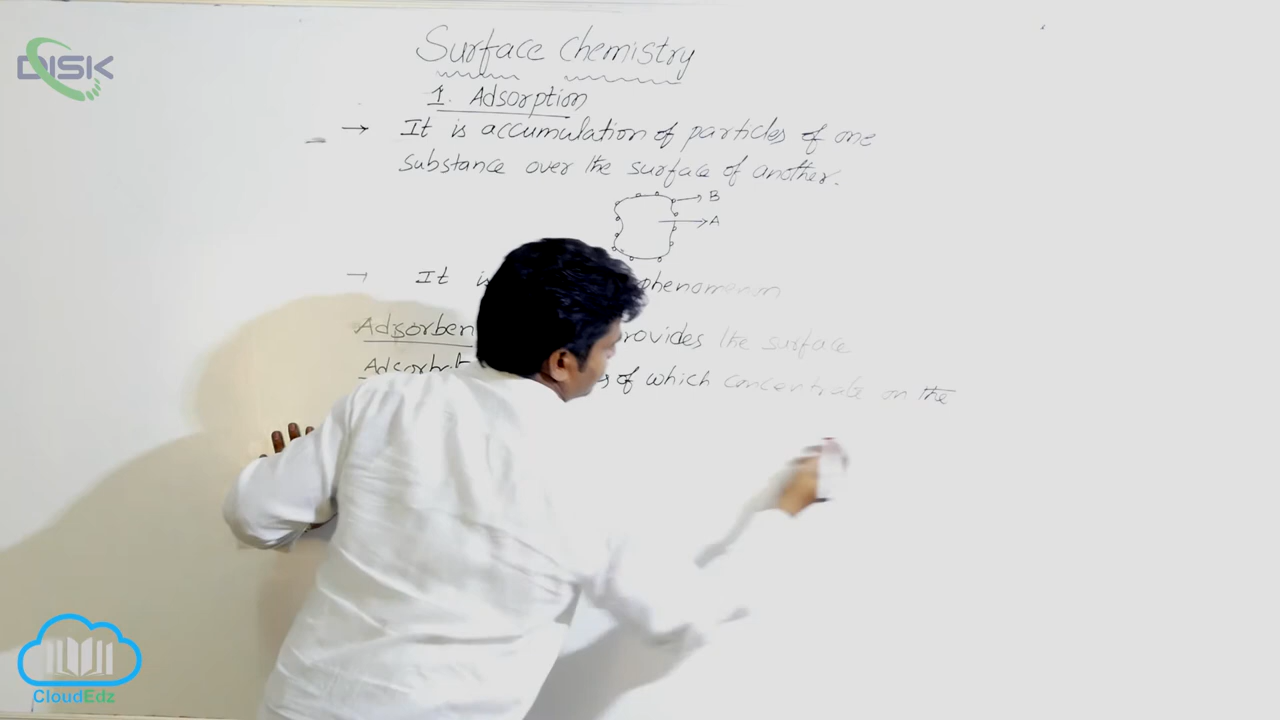 DISK
Surface Chemistry
1. Adsorption
→ It is accumulation of particles of one
substance over the surface of another.
B
A
→ It is phenomenon
provides the surface
of which concentrate on the
CloudEdz